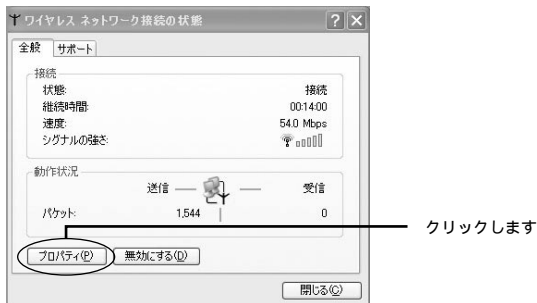 ワイヤレス ネットワーク接続の状態
全般 サポート
接続
状態: 接続
継続時間: 00:14:00
速度: 54.0 Mbps
シグナルの強さ:
動作状況
送信 受信
パケット: 1,544 0
クリックします
プロパティ(P) 無効にする(D)
閉じる(C)